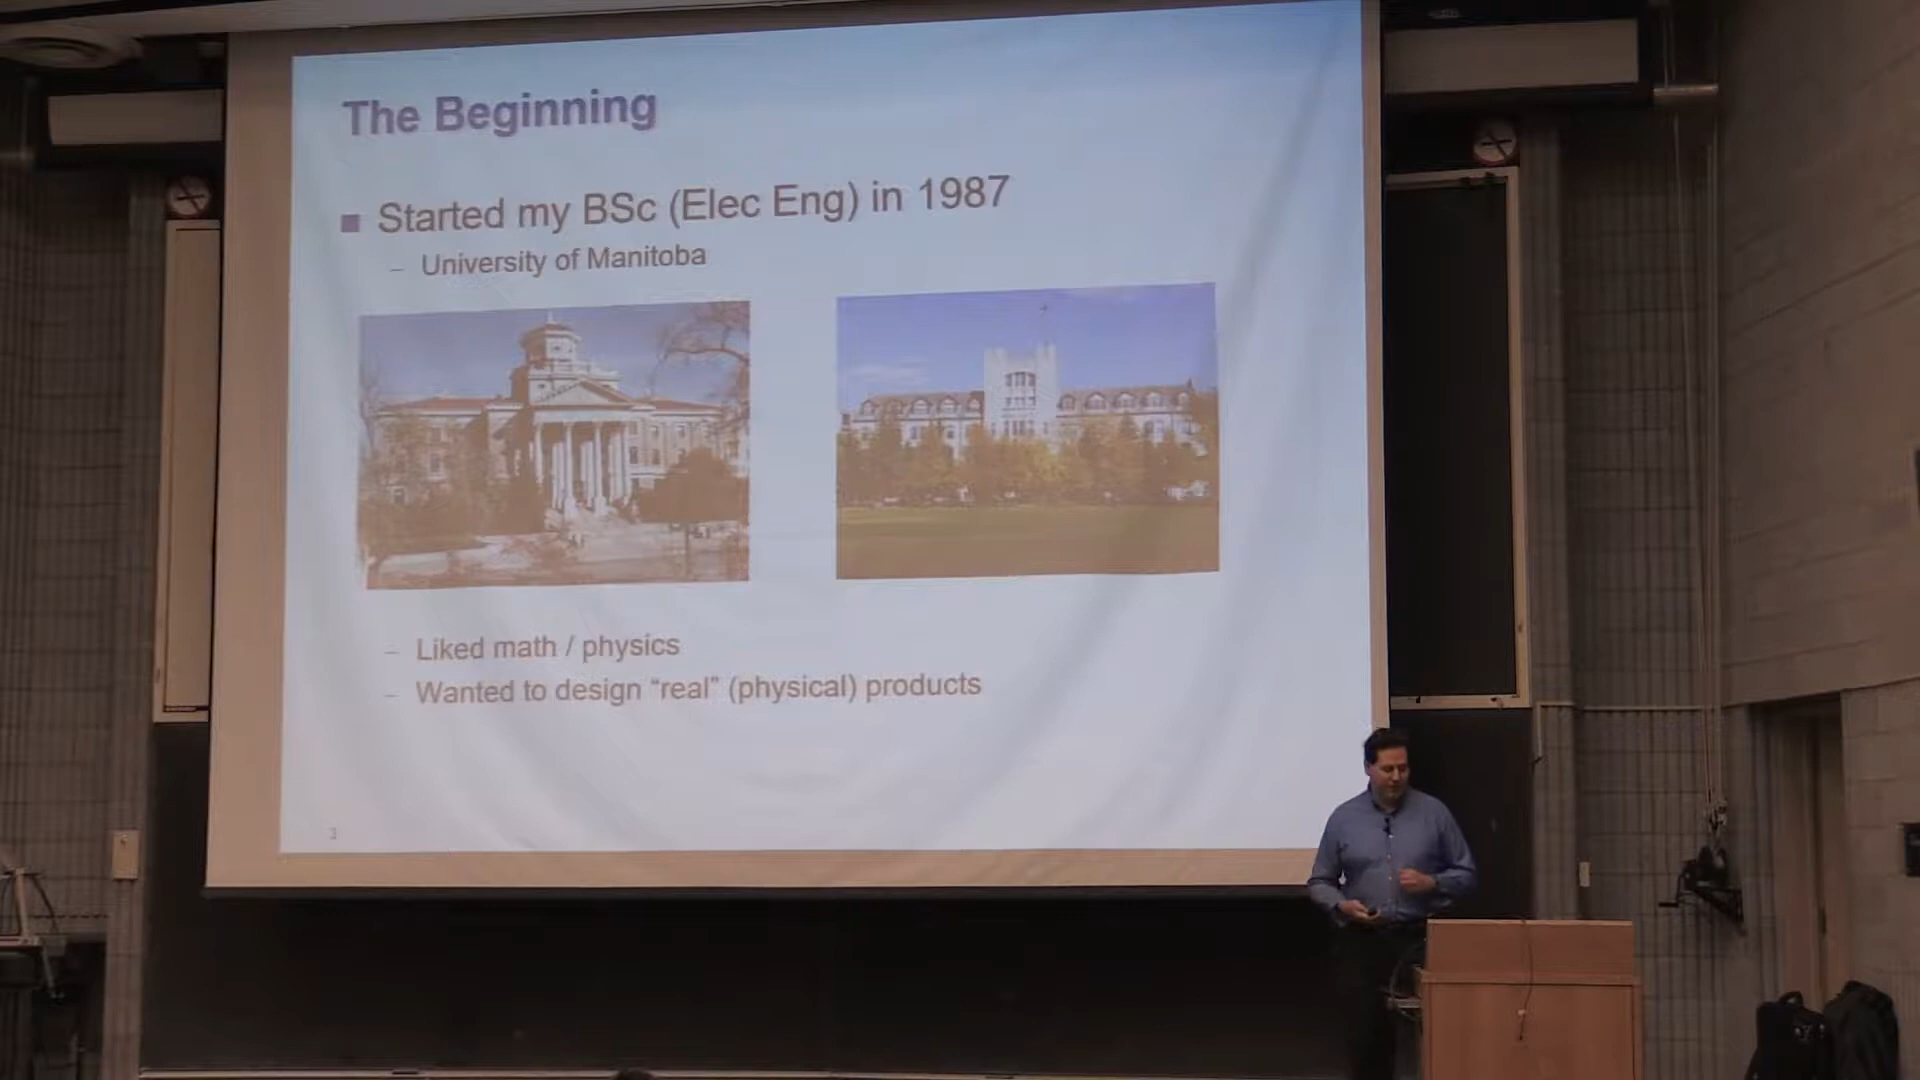 The Beginning
Started my BSc (Elec Eng) in 1987
– University of Manitoba
– Liked math / physics
– Wanted to design “real” (physical) products
3